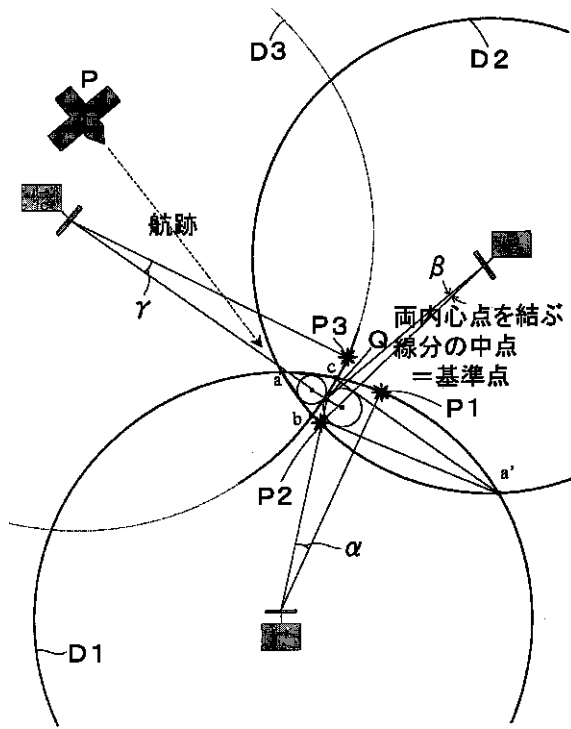 D3
D2
P
航跡
γ
β
P3
Q
両内心点を結ぶ
線分の中点
=基準点
a
c
b
P1
P2
a'
α
D1